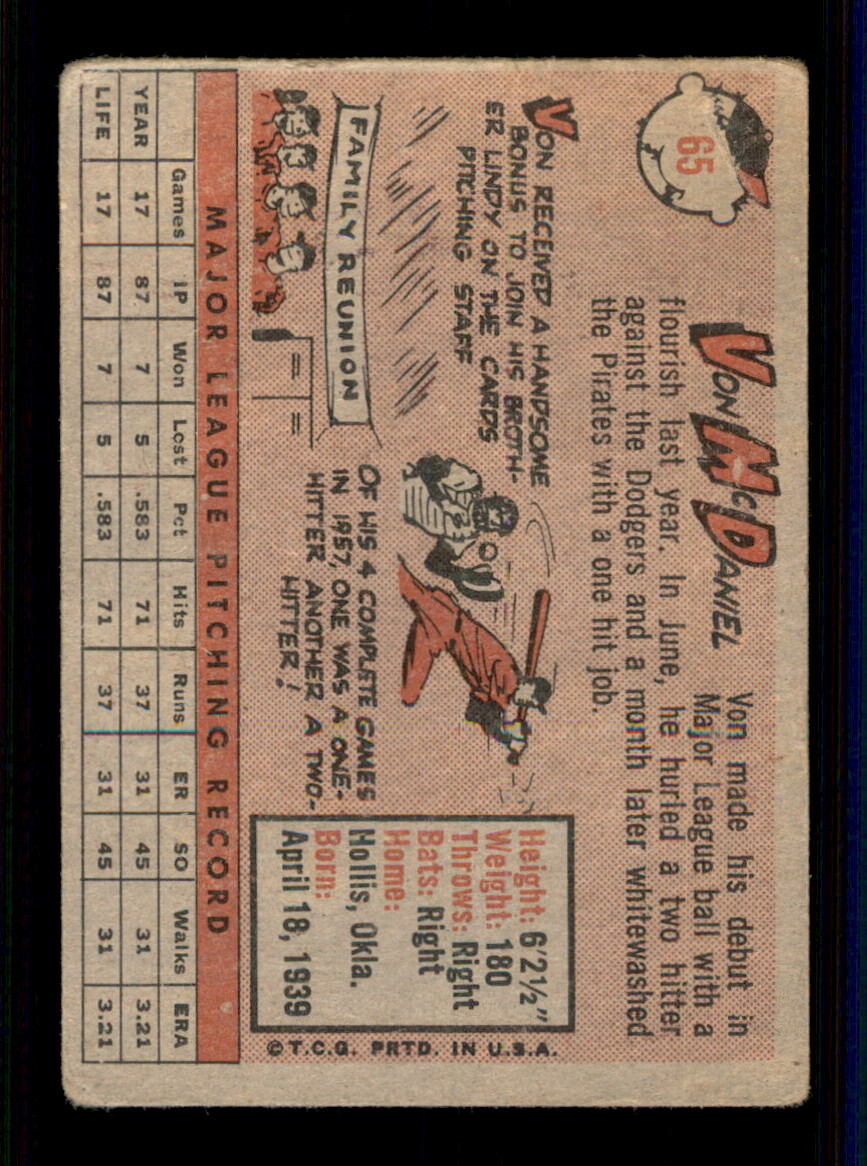 65
VON McDANIEL
Von made his debut in
Major League ball with a
flourish last year. In June, he hurled a two hitter
against the Dodgers and a month later whitewashed
the Pirates with a one hit job.
VON RECEIVED A HANDSOME
BONUS TO JOIN HIS BROTH-
ER LINDY ON THE CARDS
PITCHING STAFF
FAMILY REUNION
OF HIS 4 COMPLETE GAMES
IN 1957, ONE WAS A ONE-
HITTER ANOTHER A TWO-
HITTER!
Height: 6'2½"
Weight: 180
Throws: Right
Bats: Right
Home:
Hollis, Okla.
Born:
April 18, 1939
© T.C.G. PRTD. IN U.S.A.
MAJOR LEAGUE PITCHING RECORD
Games IP Won Lost Pct Hits Runs ER SO Walks ERA
YEAR 17 87 7 5 .583 71 37 31 45 31 3.21
LIFE 17 87 7 5 .583 71 37 31 45 31 3.21